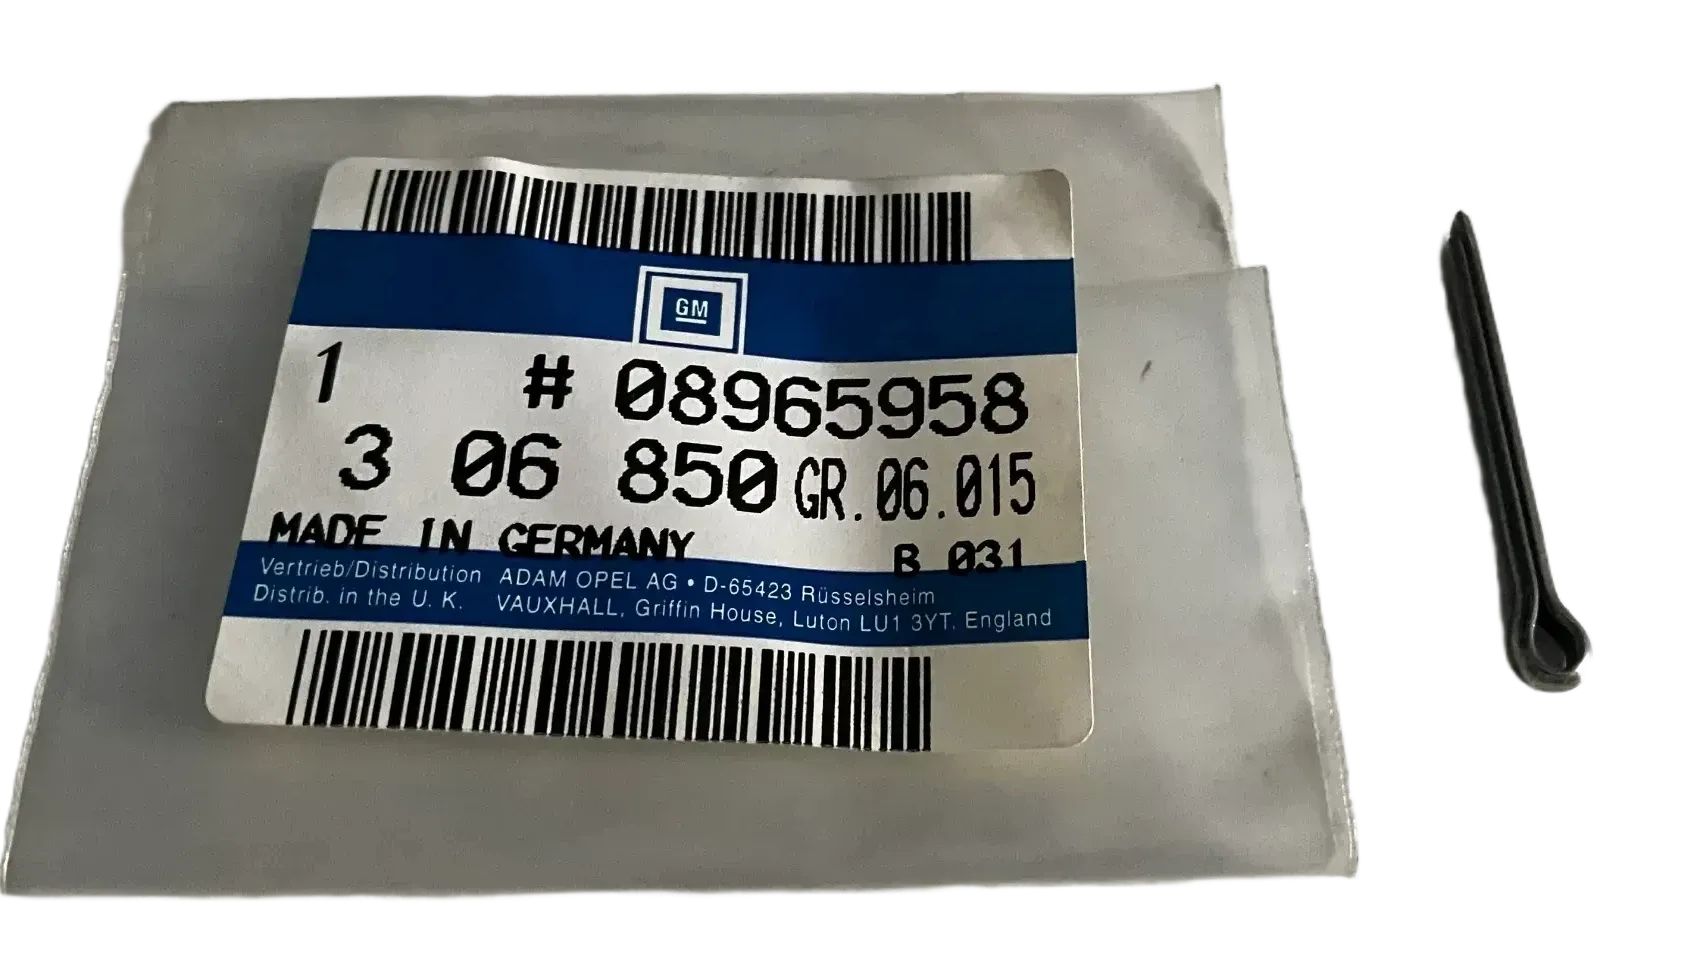 GM
1 # 08965958
3 06 850 GR. 06.015
MADE IN GERMANY B 031
Vertrieb/Distribution ADAM OPEL AG • D-65423 Rüsselsheim
Distrib. in the U. K. VAUXHALL, Griffin House, Luton LU1 3YT. England